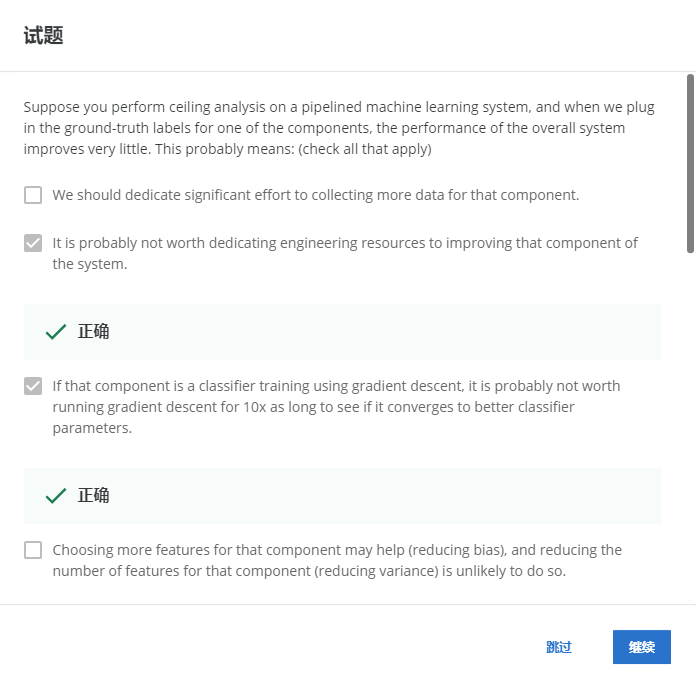 试题
Suppose you perform ceiling analysis on a pipelined machine learning system, and when we plug
in the ground-truth labels for one of the components, the performance of the overall system
improves very little. This probably means: (check all that apply)
We should dedicate significant effort to collecting more data for that component.
It is probably not worth dedicating engineering resources to improving that component of
the system.
正确
If that component is a classifier training using gradient descent, it is probably not worth
running gradient descent for 10x as long to see if it converges to better classifier
parameters.
正确
Choosing more features for that component may help (reducing bias), and reducing the
number of features for that component (reducing variance) is unlikely to do so.
跳过
继续